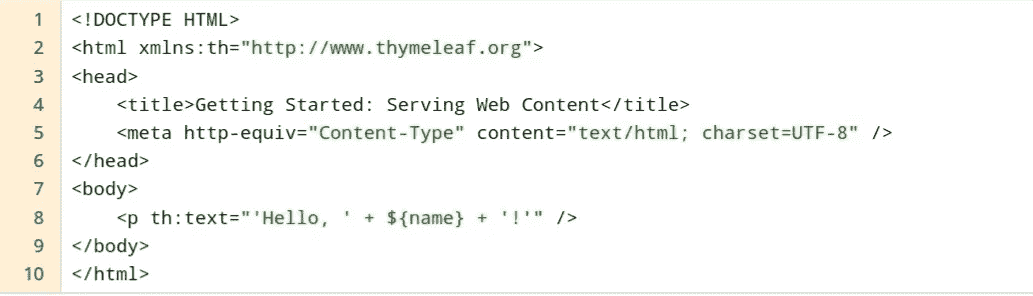 1 <!DOCTYPE HTML>
2 <html xmlns:th="http://www.thymeleaf.org">
3 <head>
4     <title>Getting Started: Serving Web Content</title>
5     <meta http-equiv="Content-Type" content="text/html; charset=UTF-8" />
6 </head>
7 <body>
8     <p th:text="'Hello, ' + ${name} + '!'" />
9 </body>
10 </html>